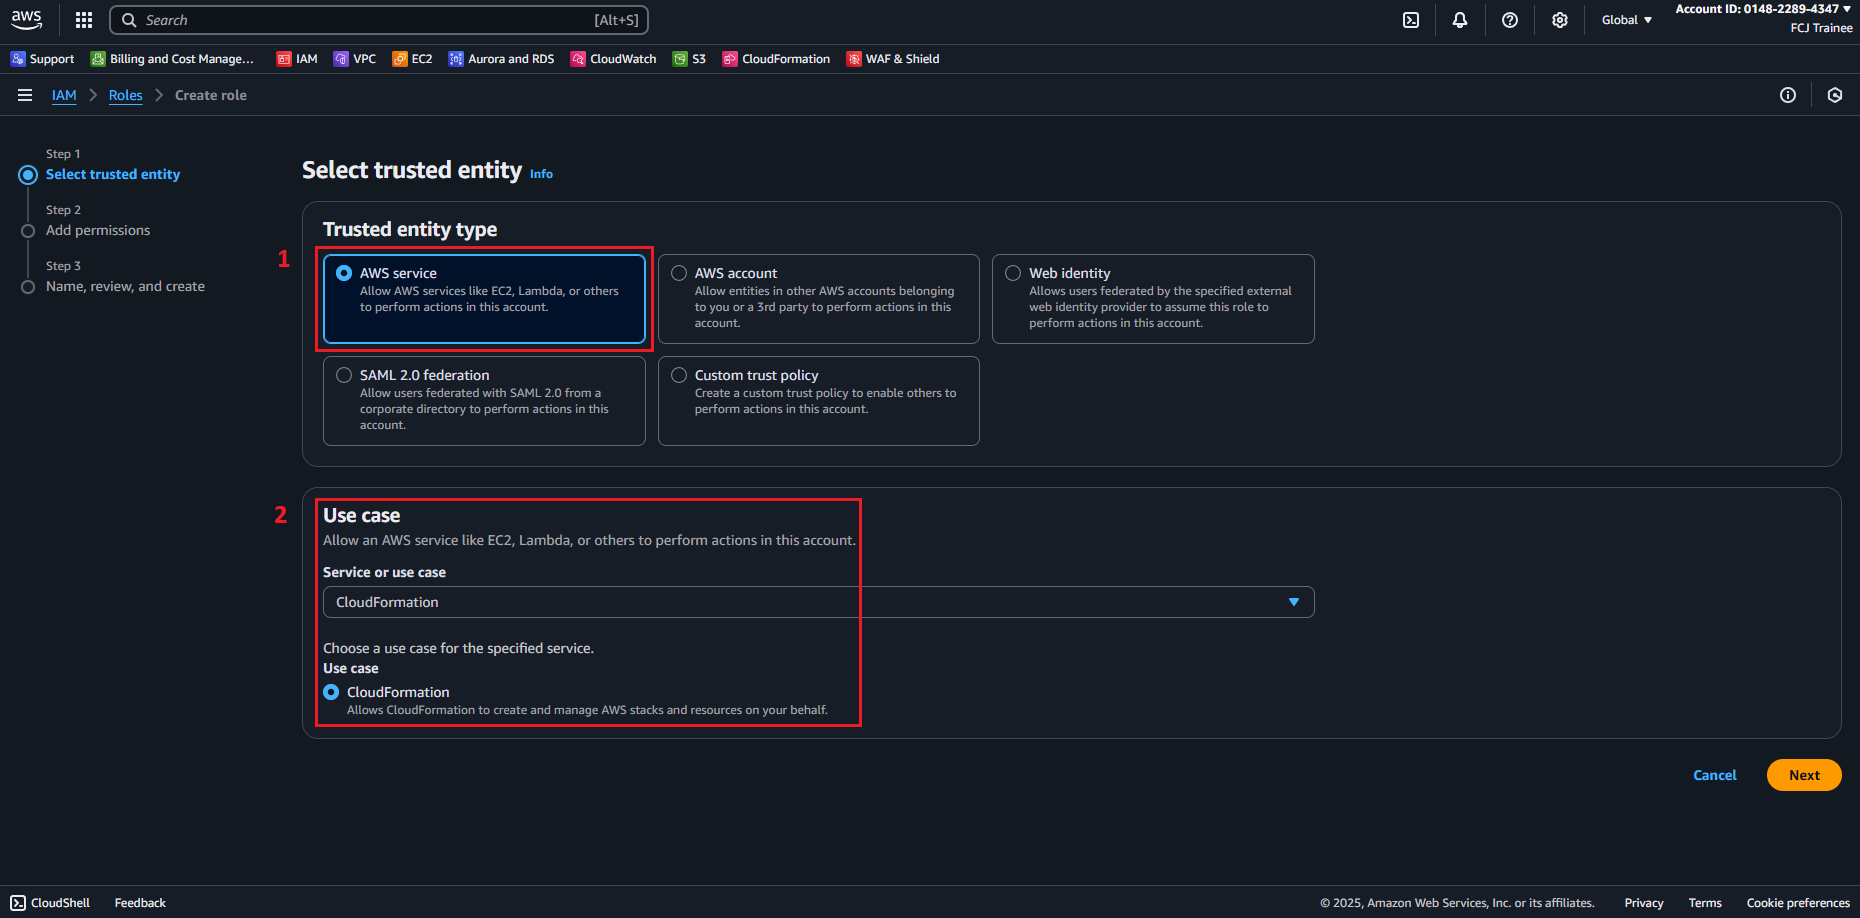 aws
Search
[Alt+S]
Global
Account ID: 0148-2289-4347
FCJ Trainee
Support
Billing and Cost Manage...
IAM
VPC
EC2
Aurora and RDS
CloudWatch
S3
CloudFormation
WAF & Shield
IAM
Roles
Create role
Step 1
Select trusted entity
Step 2
Add permissions
Step 3
Name, review, and create
Select trusted entity Info
Trusted entity type
1
AWS service
Allow AWS services like EC2, Lambda, or others
to perform actions in this account.
AWS account
Allow entities in other AWS accounts belonging
to you or a 3rd party to perform actions in this
account.
Web identity
Allows users federated by the specified external
web identity provider to assume this role to
perform actions in this account.
SAML 2.0 federation
Allow users federated with SAML 2.0 from a
corporate directory to perform actions in this
account.
Custom trust policy
Create a custom trust policy to enable others to
perform actions in this account.
2
Use case
Allow an AWS service like EC2, Lambda, or others to perform actions in this account.
Service or use case
CloudFormation
Choose a use case for the specified service.
Use case
CloudFormation
Allows CloudFormation to create and manage AWS stacks and resources on your behalf.
Cancel
Next
CloudShell
Feedback
© 2025, Amazon Web Services, Inc. or its affiliates.
Privacy
Terms
Cookie preferences